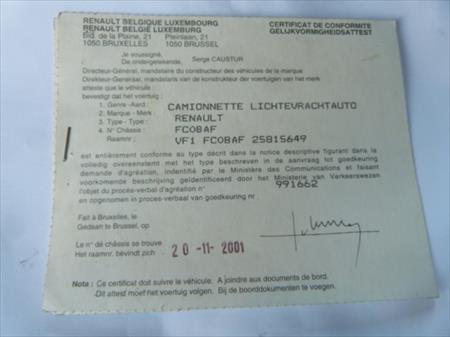 RENAULT BELGIQUE LUXEMBOURG
RENAULT BELGIË LUXEMBURG
Bld. de la Plaine, 21 Pleinlaan, 21
1050 BRUXELLES 1050 BRUSSEL
CERTIFICAT DE CONFORMITE
GELIJKVORMIGHEIDSATTEST
Je soussigné,
De ondergetekende, Serge CAUSTUR
Directeur-Général, mandataire du constructeur des véhicules de la marque
Direkteur-Generaal, mandataris van de konstrukteur der voertuigen van het merk
atteste que le véhicule :
bevestigt dat het voertuig :
1. Genre - Aard : CAMIONNETTE LICHTEVRACHTAUTO
2. Marque - Merk : RENAULT
3. Type - Type : FC0BAF
4. N° Châssis :
Raamnr. : VF1 FC0BAF 25815649
est entièrement conforme au type décrit dans la notice descriptive figurant dans la
volledig overeenstemt met het type beschreven in de aanvraag tot goedkeuring
demande d'agréation, indentifié par le Ministère des Communications et faisant
voorkomende beschrijving geïdentificeerd door het Ministerie van Verkeerswezen
l'objet du procès-verbal d'agréation n° 991662
en opgenomen in proces-verbaal van goedkeuring nr.
Fait à Bruxelles, le
Gedaan te Brussel, op
Le n° dé châssis se trouve 20 -11- 2001
Het raamnr. bévindt zich
Nota : Ce certificat doit suivre le véhicule. A joindre aux documents de bord.
Dit attest moet het voertuig volgen. Bij de boorddokumenten te voegen.